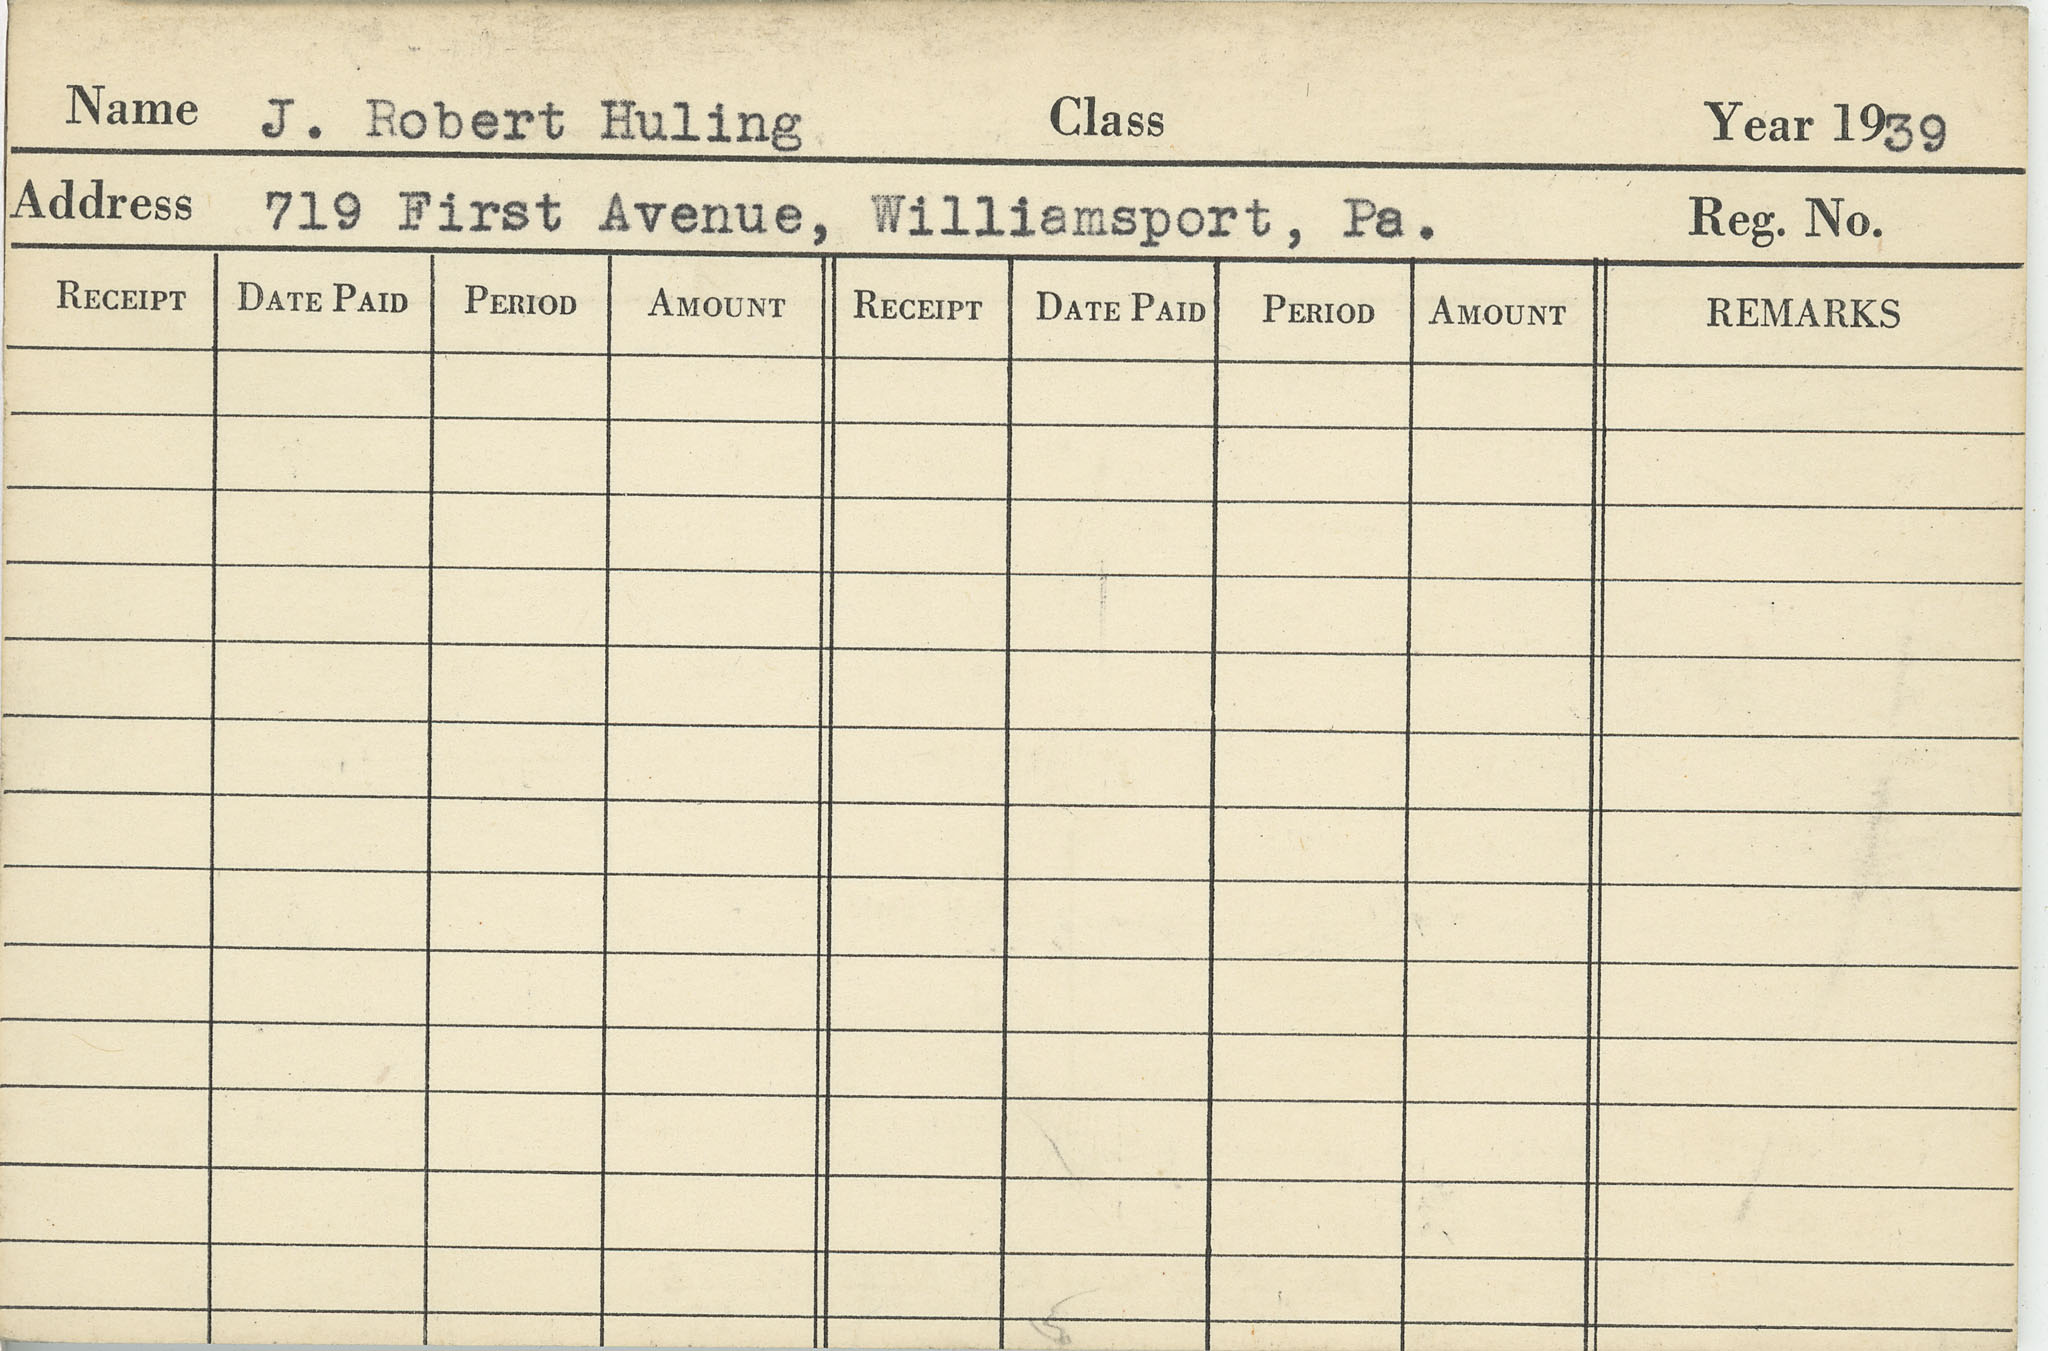 Name J. Robert Huling Class Year 1939
Address 719 First Avenue, Williamsport, Pa. Reg. No.
RECEIPT DATE PAID PERIOD AMOUNT RECEIPT DATE PAID PERIOD AMOUNT REMARKS